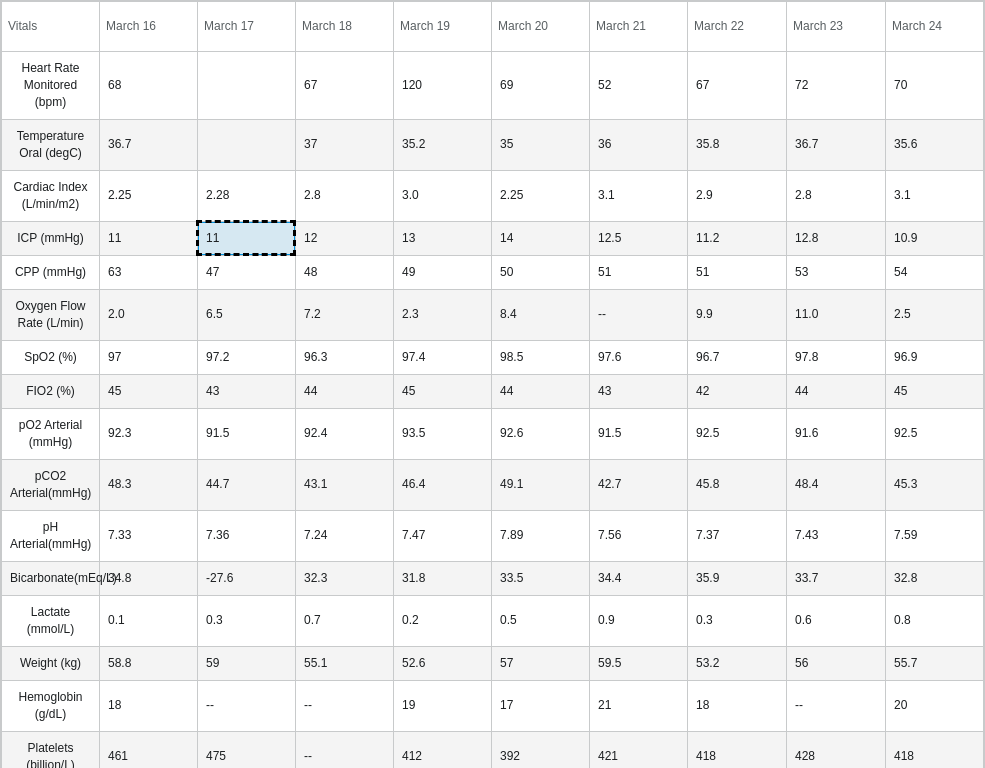 Vitals March 16 March 17 March 18 March 19 March 20 March 21 March 22 March 23 March 24
Heart Rate Monitored (bpm) 68 67 120 69 52 67 72 70
Temperature Oral (degC) 36.7 37 35.2 35 36 35.8 36.7 35.6
Cardiac Index (L/min/m2) 2.25 2.28 2.8 3.0 2.25 3.1 2.9 2.8 3.1
ICP (mmHg) 11 11 12 13 14 12.5 11.2 12.8 10.9
CPP (mmHg) 63 47 48 49 50 51 51 53 54
Oxygen Flow Rate (L/min) 2.0 6.5 7.2 2.3 8.4 -- 9.9 11.0 2.5
SpO2 (%) 97 97.2 96.3 97.4 98.5 97.6 96.7 97.8 96.9
FIO2 (%) 45 43 44 45 44 43 42 44 45
pO2 Arterial (mmHg) 92.3 91.5 92.4 93.5 92.6 91.5 92.5 91.6 92.5
pCO2 Arterial(mmHg) 48.3 44.7 43.1 46.4 49.1 42.7 45.8 48.4 45.3
pH Arterial(mmHg) 7.33 7.36 7.24 7.47 7.89 7.56 7.37 7.43 7.59
Bicarbonate(mEq/L) 34.8 -27.6 32.3 31.8 33.5 34.4 35.9 33.7 32.8
Lactate (mmol/L) 0.1 0.3 0.7 0.2 0.5 0.9 0.3 0.6 0.8
Weight (kg) 58.8 59 55.1 52.6 57 59.5 53.2 56 55.7
Hemoglobin (g/dL) 18 -- -- 19 17 21 18 -- 20
Platelets (billion/L) 461 475 -- 412 392 421 418 428 418